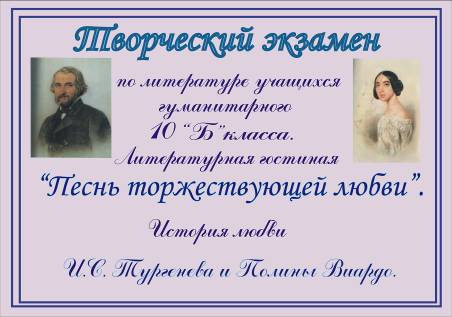 Творческий экзамен
по литературе учащихся
гуманитарного
10 "Б" класса.
Литературная гостиная
“Песнь торжествующей любви”.
История любви
И.С. Тургенева и Полины Виардо.